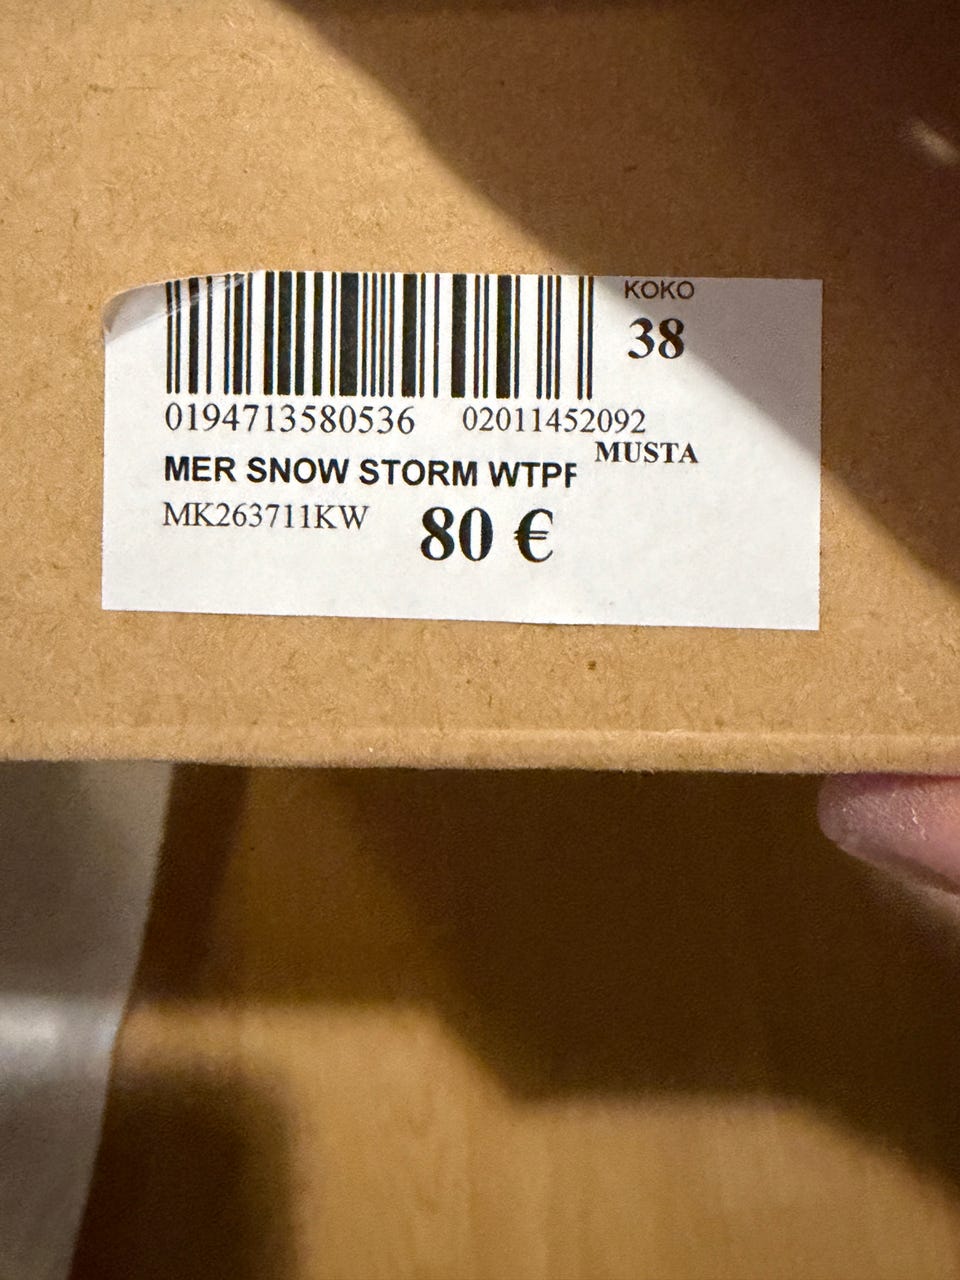 KOKO
38
0194713580536 02011452092
MUSTA
MER SNOW STORM WTPF
MK263711KW 80 €